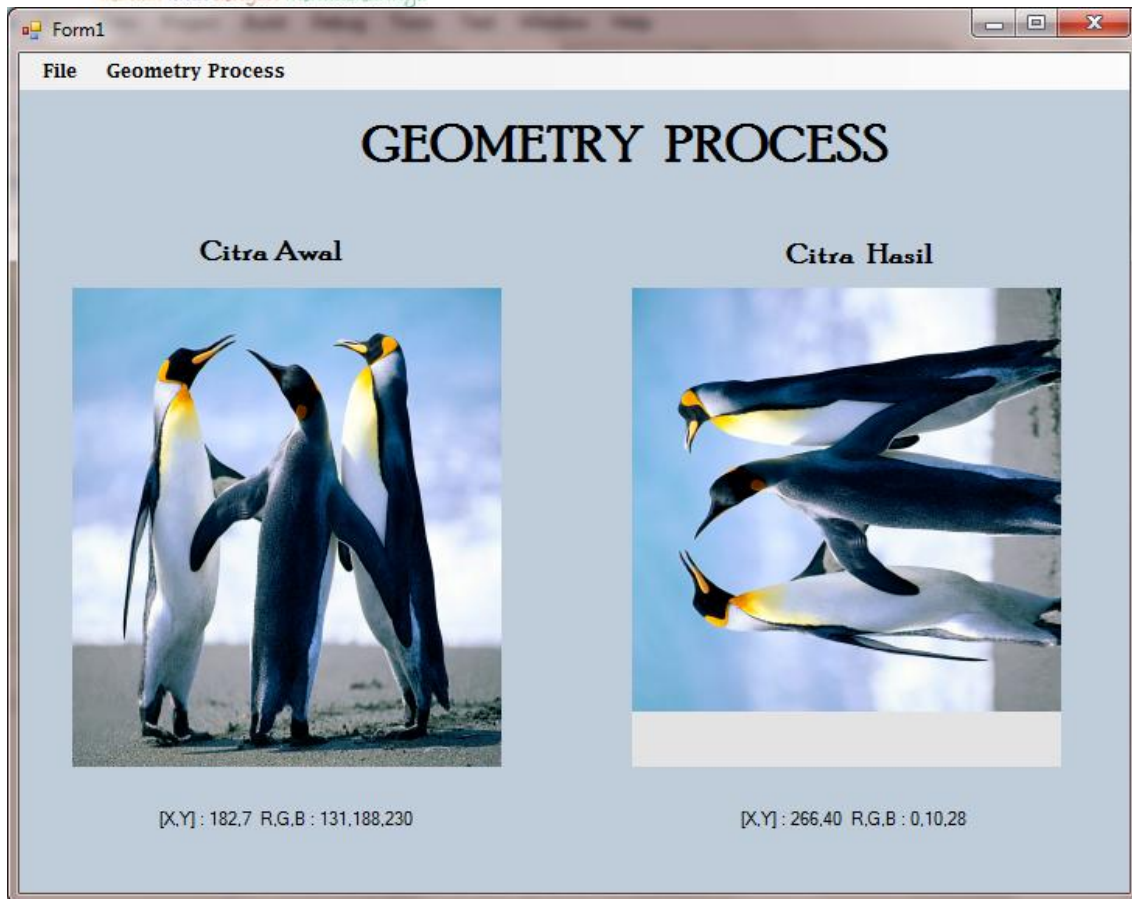 Form1
File Geometry Process
GEOMETRY PROCESS
Citra Awal
Citra Hasil
[X,Y] : 182,7 R,G,B : 131,188,230
[X,Y] : 266,40 R,G,B : 0,10,28